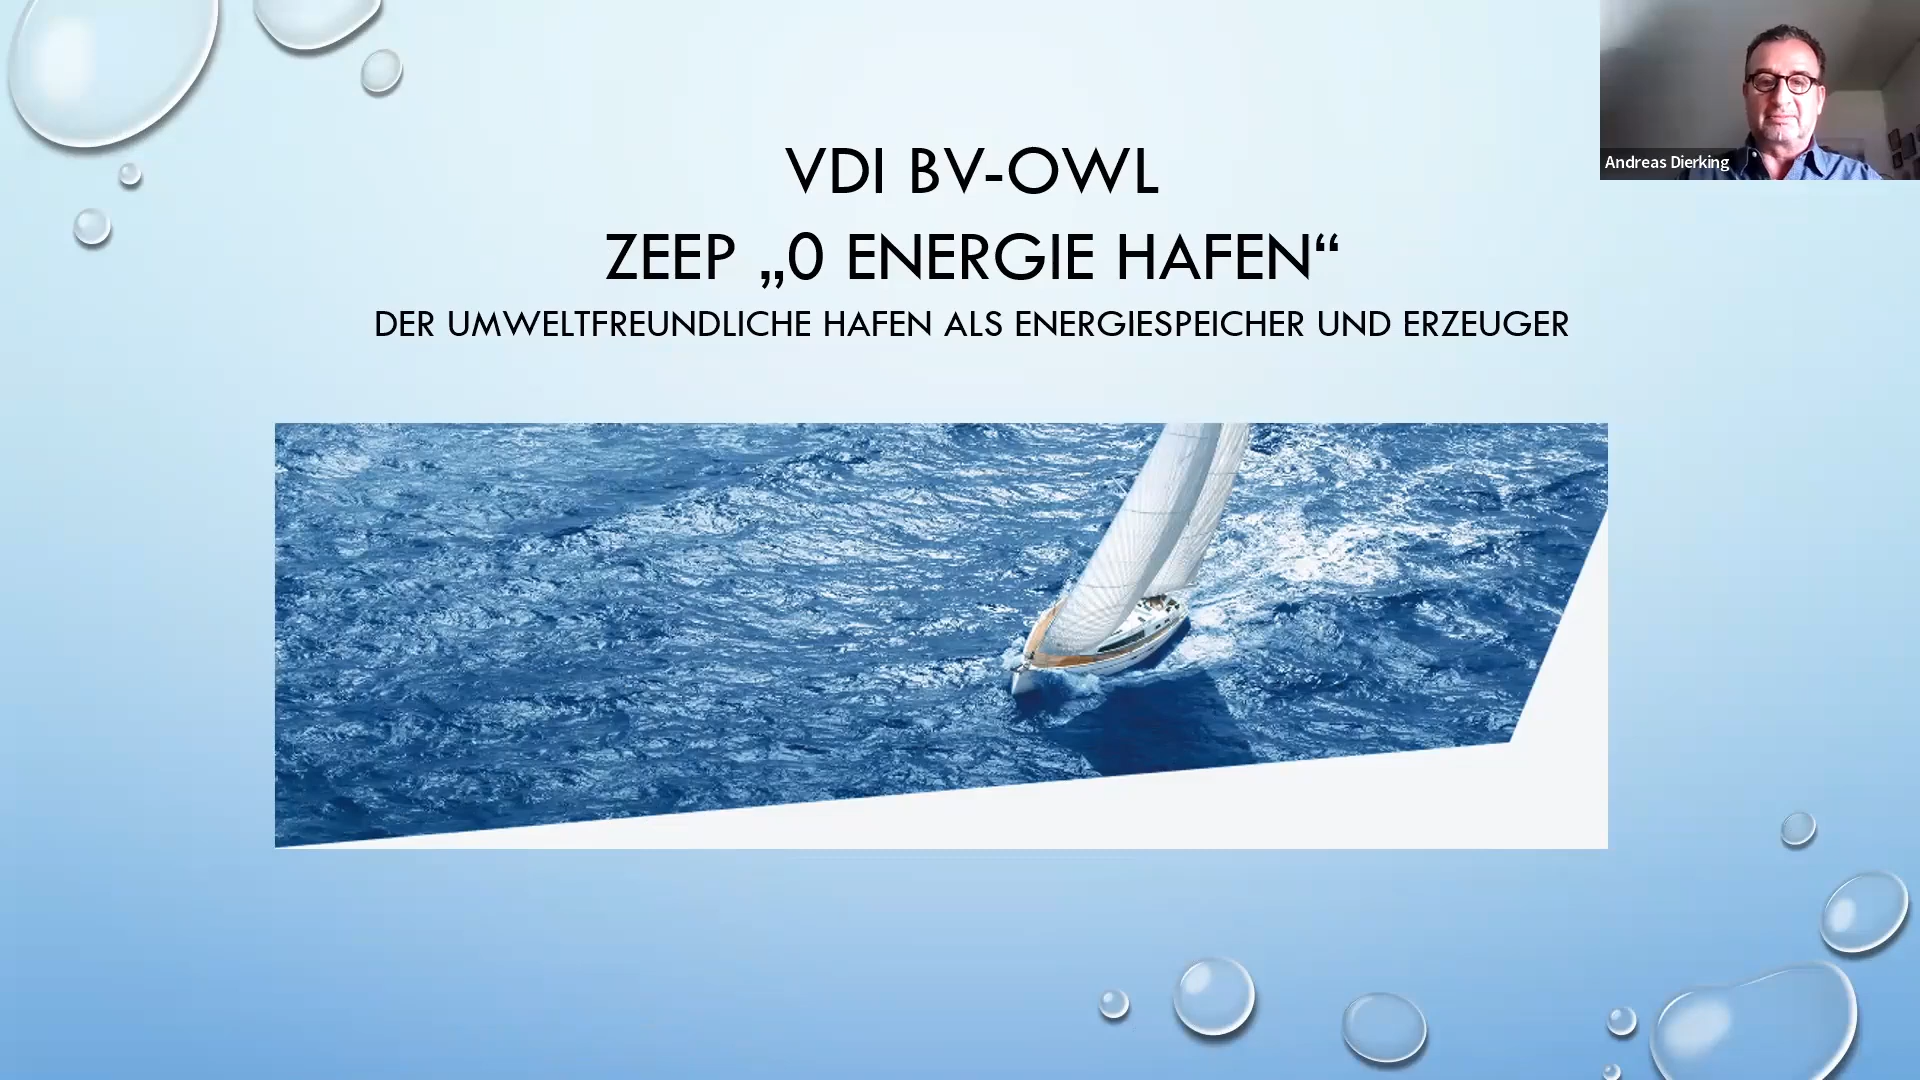 VDI BV-OWL
ZEEP „0 ENERGIE HAFEN“
DER UMWELTFREUNDLICHE HAFEN ALS ENERGIESPEICHER UND ERZEUGER
Andreas Dierking